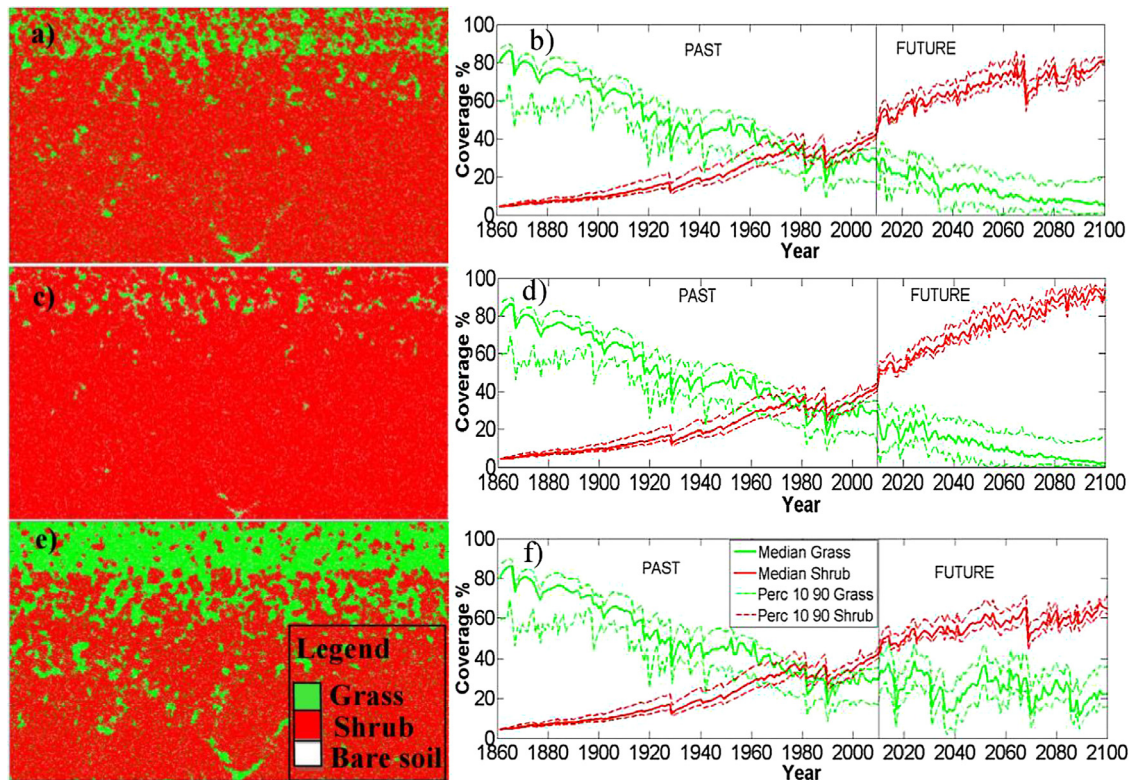 a)
b)
PAST
FUTURE
Coverage %
100
80
60
40
20
0
1860 1880 1900 1920 1940 1960 1980 2000 2020 2040 2060 2080 2100
Year
c)
d)
PAST
FUTURE
Coverage %
100
80
60
40
20
0
1860 1880 1900 1920 1940 1960 1980 2000 2020 2040 2060 2080 2100
Year
e)
Legend
Grass
Shrub
Bare soil
f)
PAST
FUTURE
Median Grass
Median Shrub
Perc 10 90 Grass
Perc 10 90 Shrub
Coverage %
100
80
60
40
20
0
1860 1880 1900 1920 1940 1960 1980 2000 2020 2040 2060 2080 2100
Year